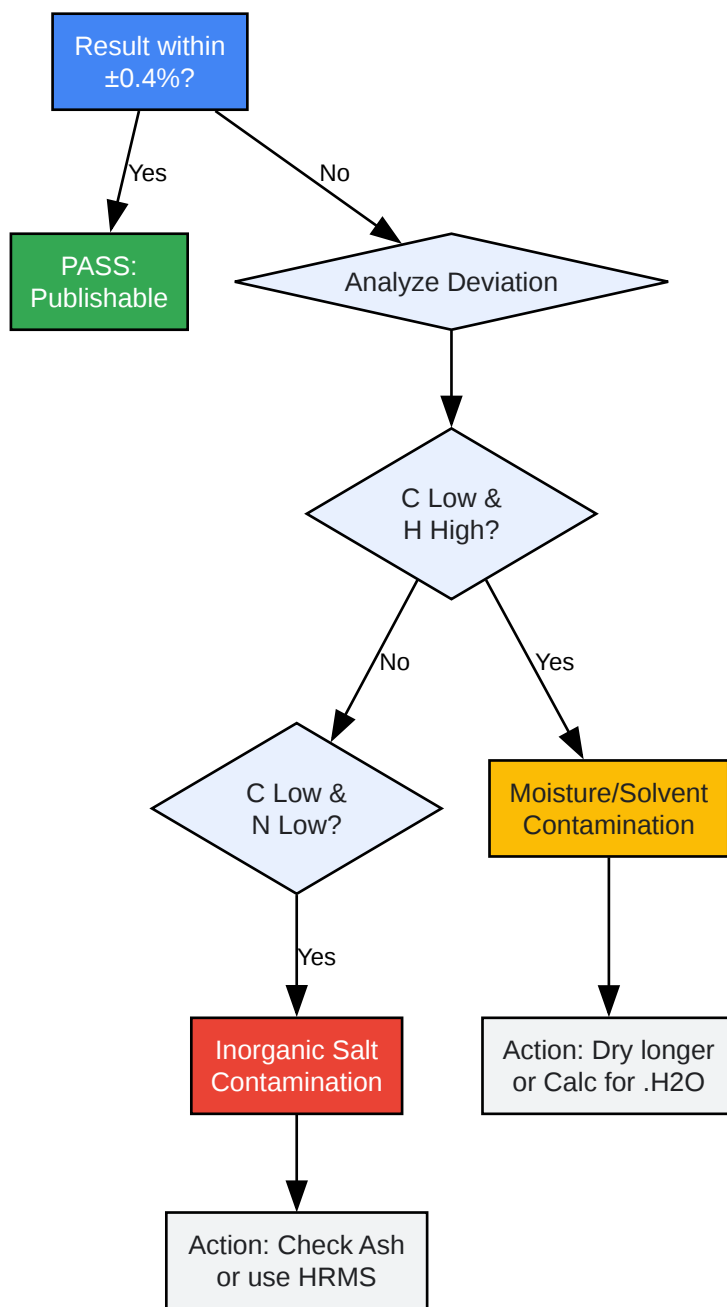 Result within
±0.4%?
Yes
No
PASS:
Publishable
Analyze Deviation
C Low &
H High?
No
Yes
C Low &
N Low?
Moisture/Solvent
Contamination
Yes
Inorganic Salt
Contamination
Action: Dry longer
or Calc for .H2O
Action: Check Ash
or use HRMS